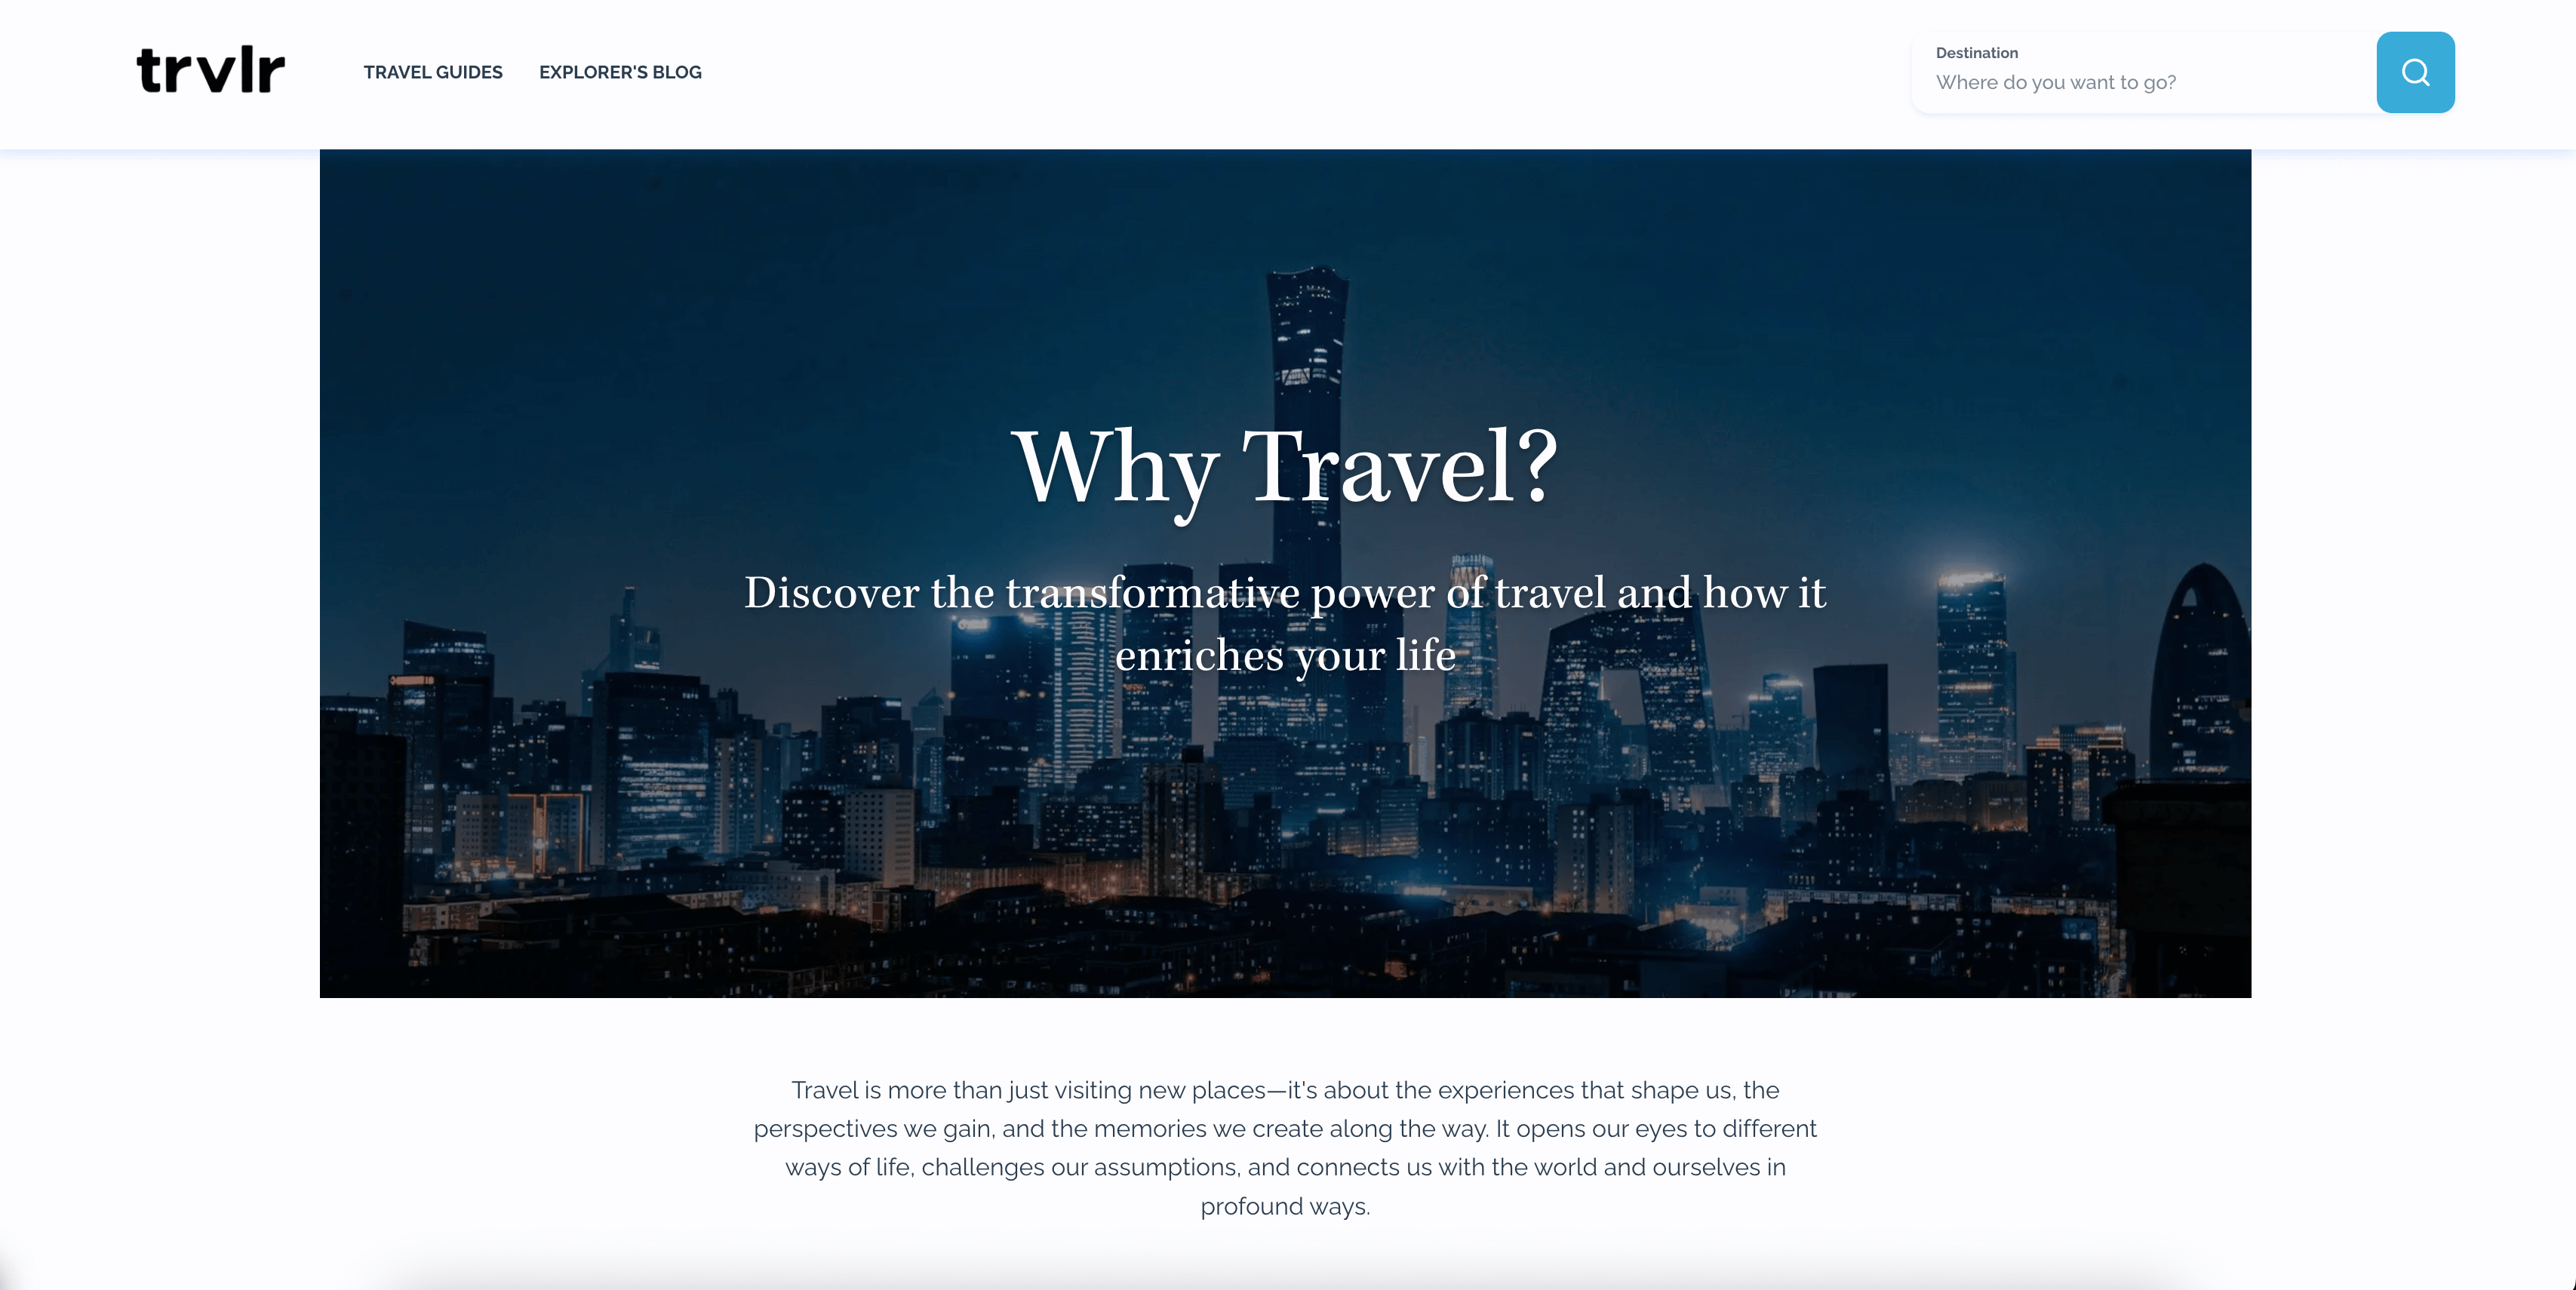 trvlr
TRAVEL GUIDES
EXPLORER'S BLOG
Destination
Where do you want to go?
Why Travel?
Discover the transformative power of travel and how it
enriches your life
Travel is more than just visiting new places—it's about the experiences that shape us, the
perspectives we gain, and the memories we create along the way. It opens our eyes to different
ways of life, challenges our assumptions, and connects us with the world and ourselves in
profound ways.